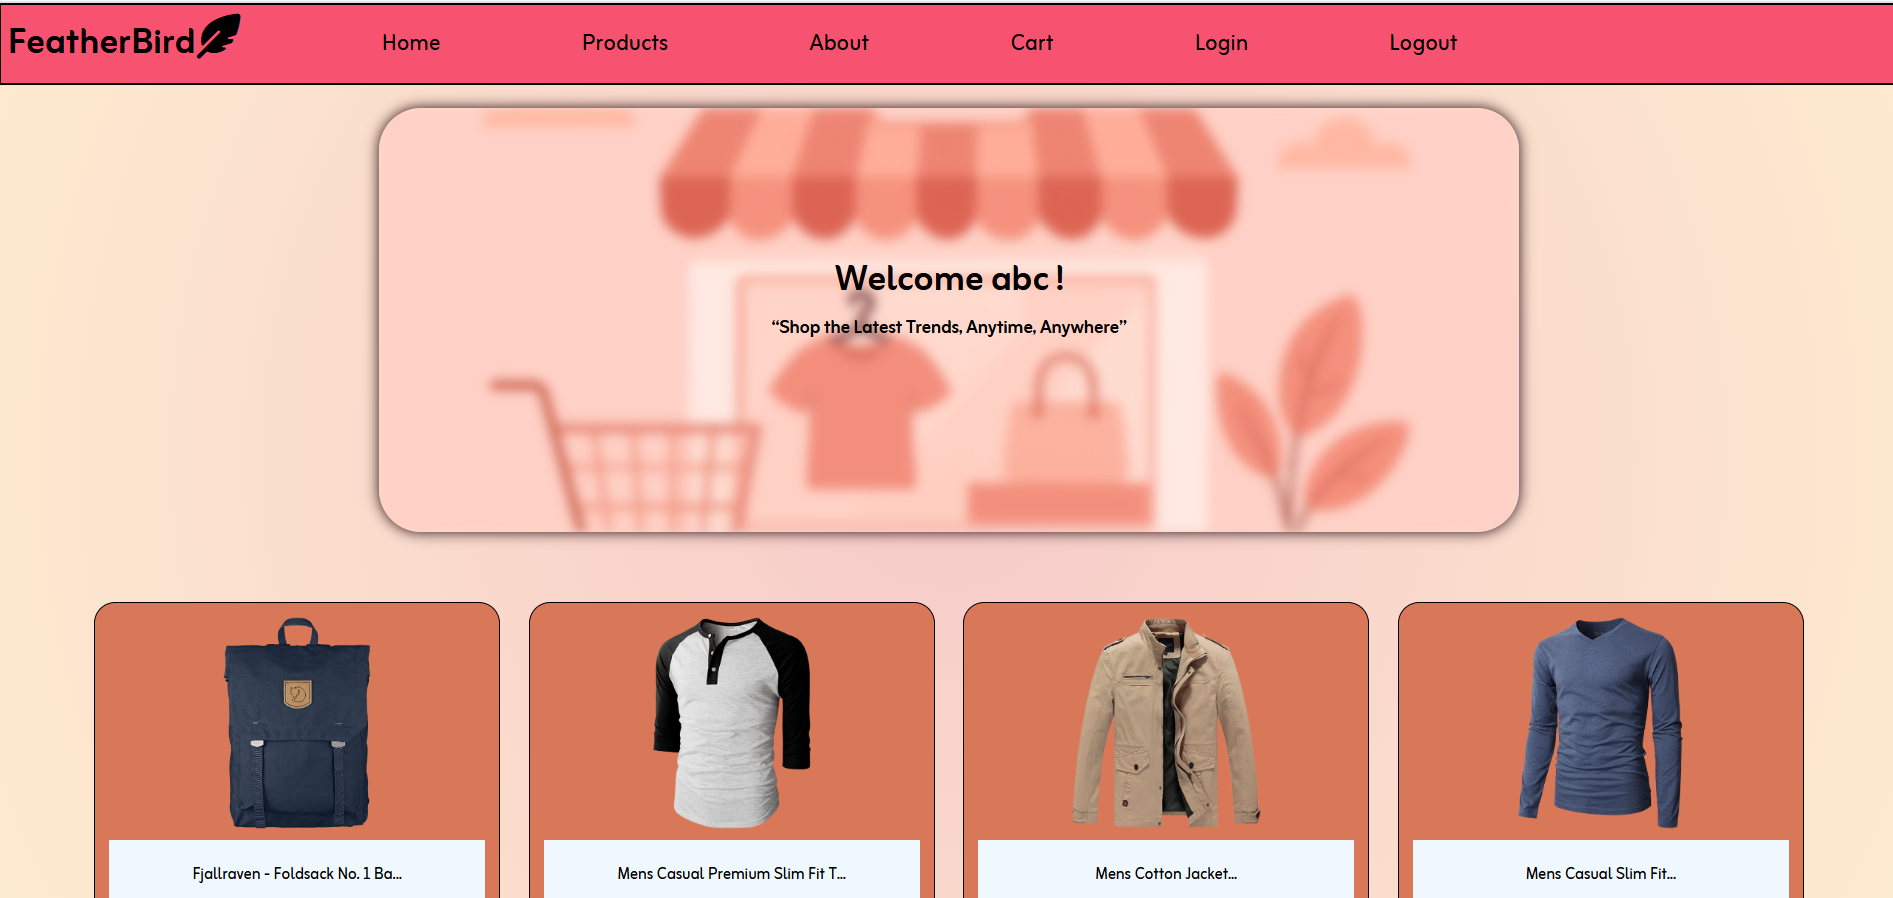 FeatherBird Home Products About Cart Login Logout
Welcome abc !
“Shop the Latest Trends, Anytime, Anywhere”
Fjallraven - Foldsack No. 1 Ba...
Mens Casual Premium Slim Fit T...
Mens Cotton Jacket...
Mens Casual Slim Fit...